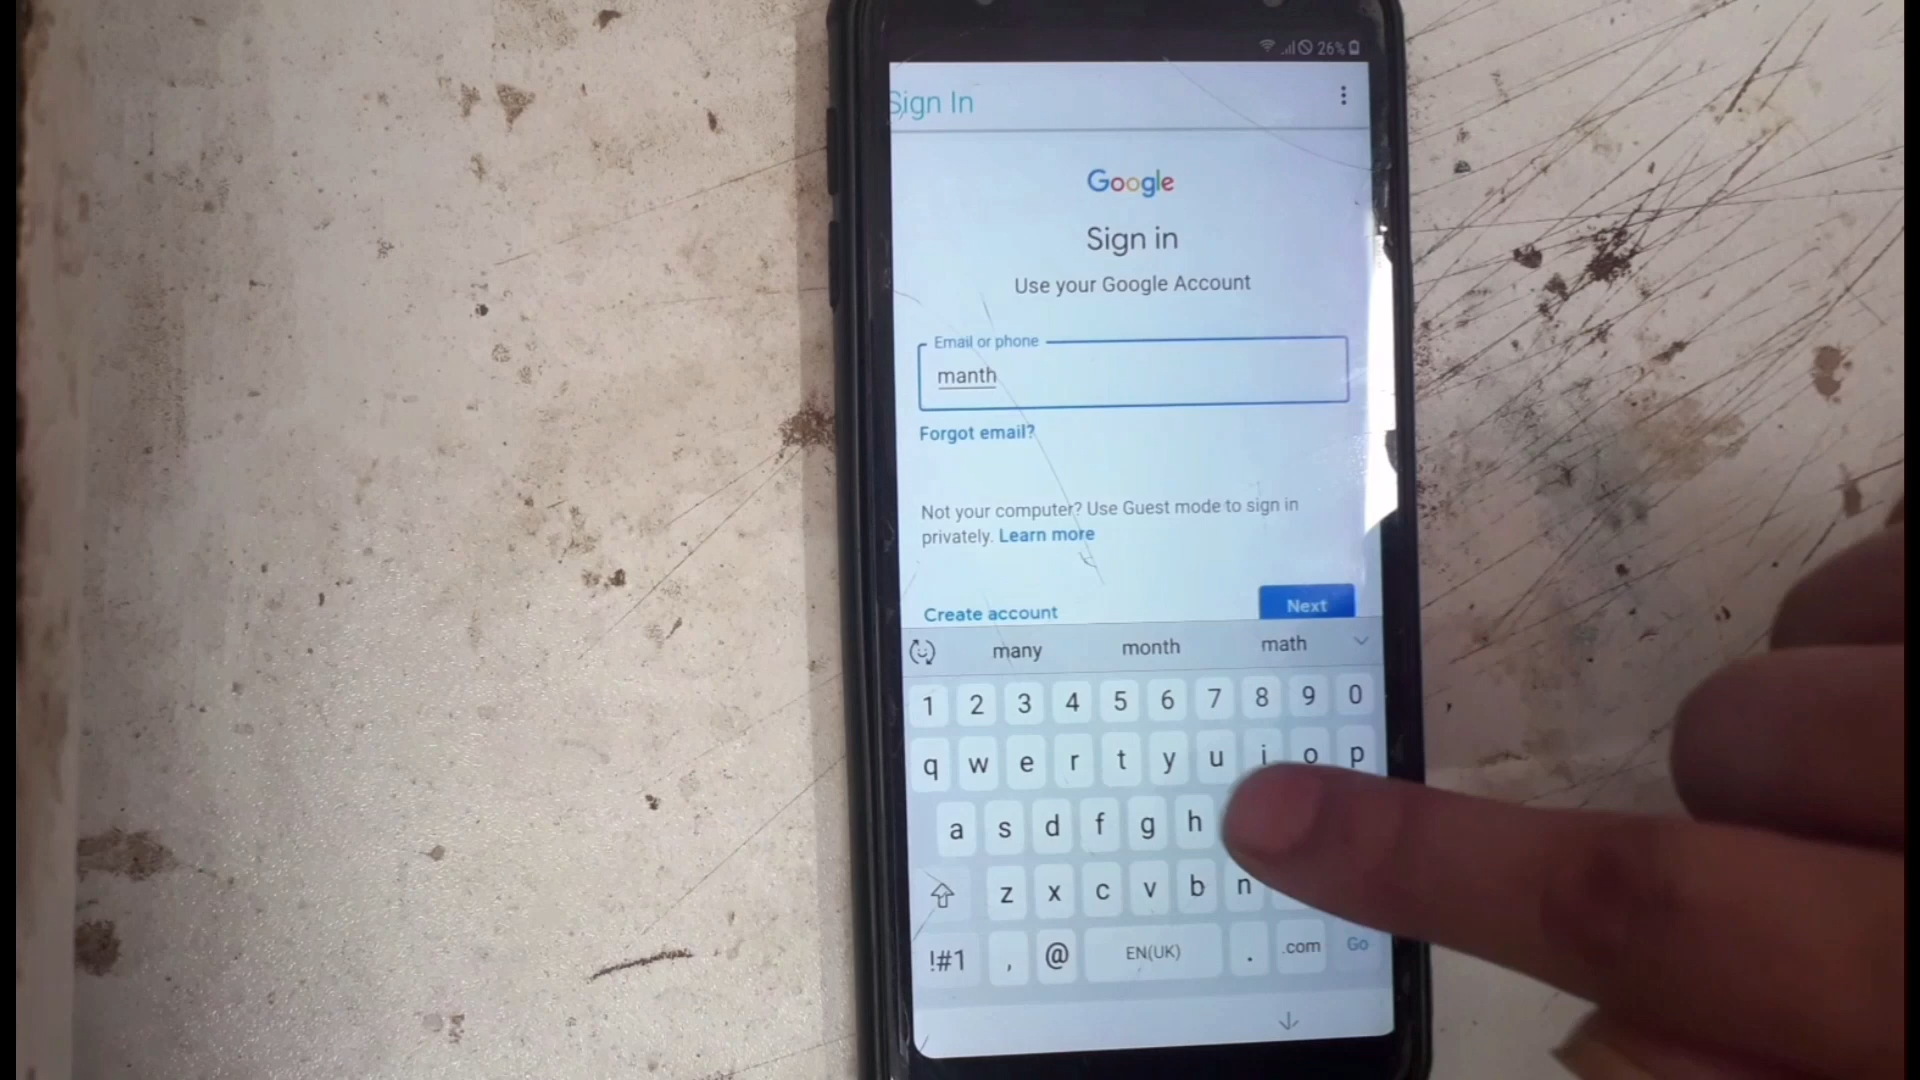 26%
Sign In
Google
Sign in
Use your Google Account
Email or phone
manth
Forgot email?
Not your computer? Use Guest mode to sign in
privately. Learn more
Create account
Next
many month math
1 2 3 4 5 6 7 8 9 0
q w e r t y u i o p
a s d f g h
z x c v b n
!#1 , @ EN(UK) . .com Go